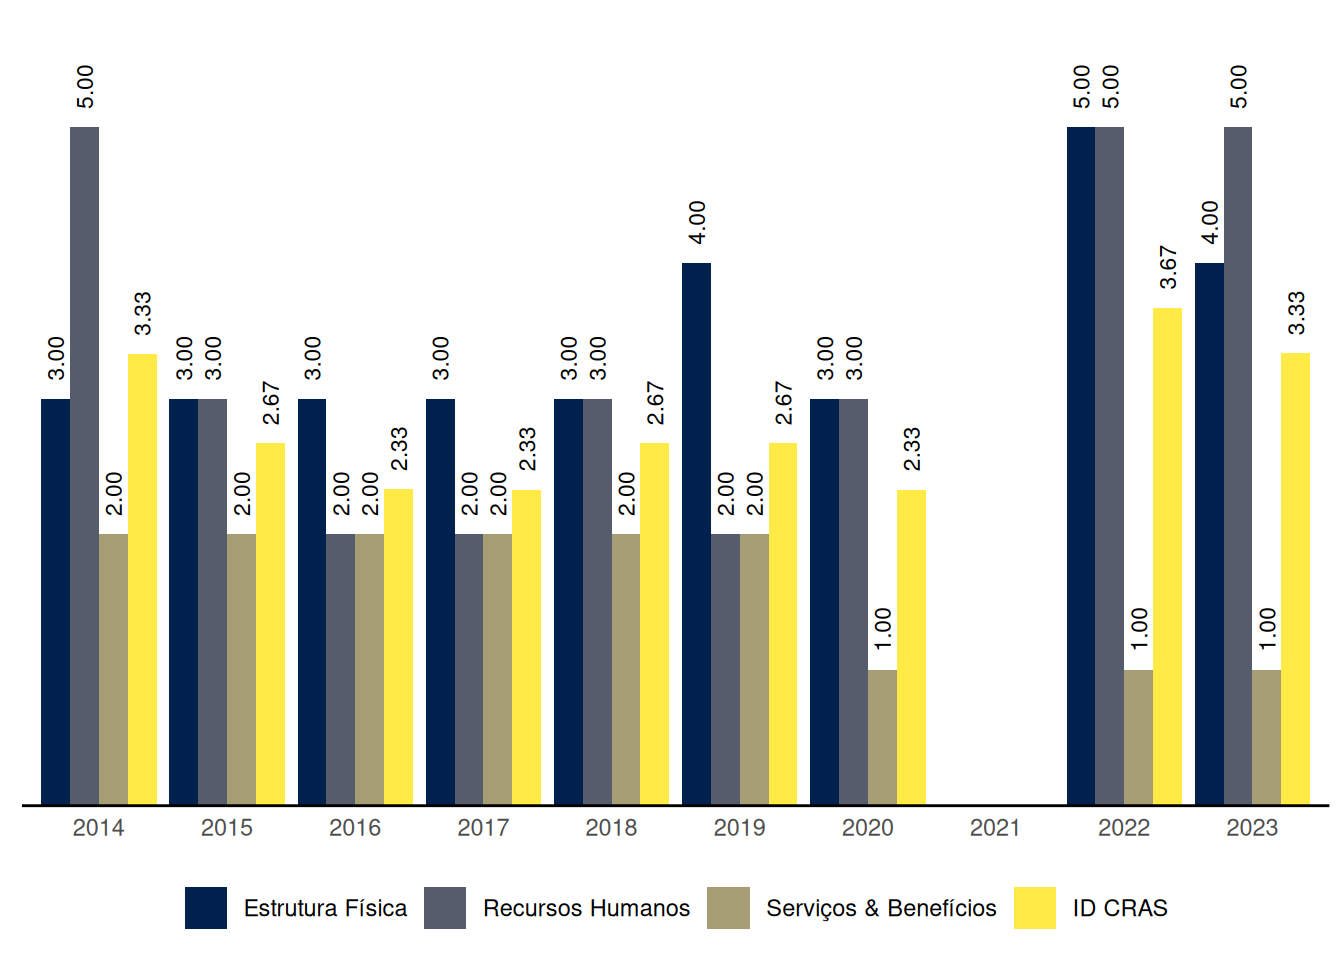 3.00 5.00 2.00 3.33 3.00 3.00 2.00 2.67 3.00 2.00 2.00 2.33 3.00 2.00 2.00 2.33 3.00 3.00 2.00 2.67 4.00 2.00 2.00 2.67 3.00 3.00 1.00 2.33 5.00 5.00 1.00 3.67 4.00 5.00 1.00 3.33
2014 2015 2016 2017 2018 2019 2020 2021 2022 2023
Estrutura Física Recursos Humanos Serviços & Benefícios ID CRAS